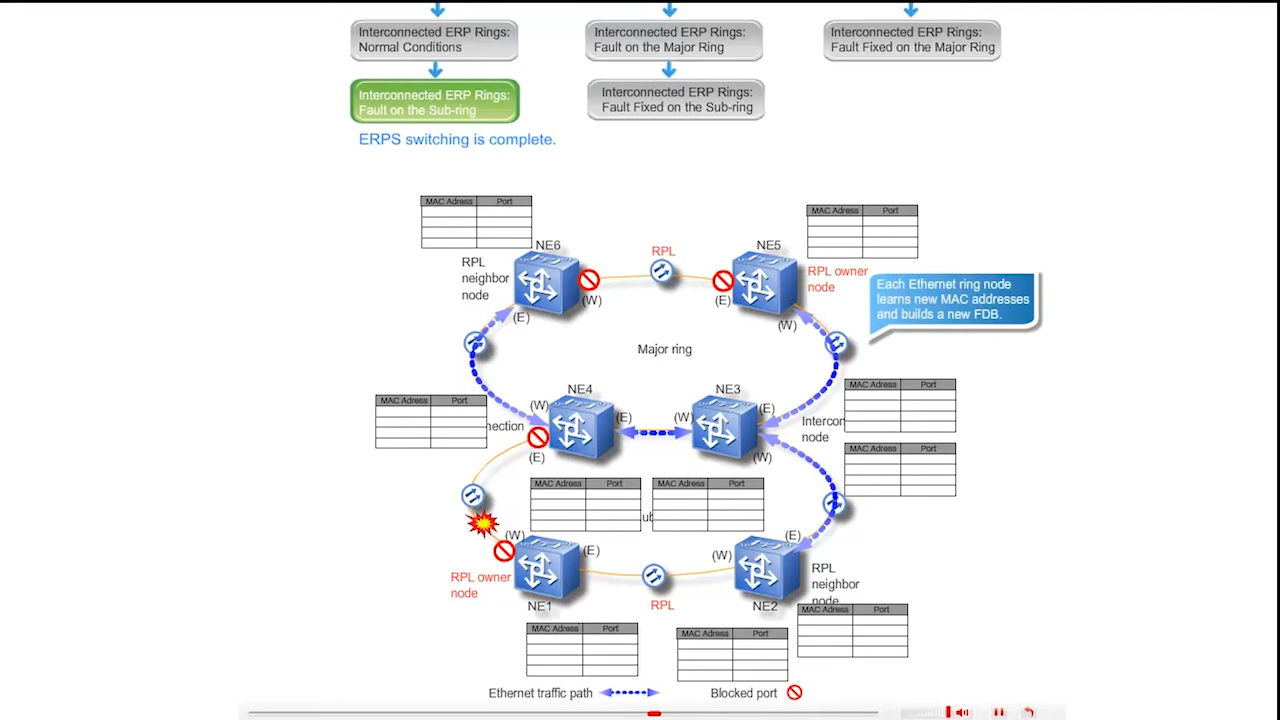 Interconnected ERP Rings:
Normal Conditions
Interconnected ERP Rings:
Fault on the Major Ring
Interconnected ERP Rings:
Fault Fixed on the Major Ring
Interconnected ERP Rings:
Fault on the Sub-ring
Interconnected ERP Rings:
Fault Fixed on the Sub-ring
ERPS switching is complete.
MAC Adress Port
MAC Adress Port
NE6
RPL
NE5
RPL
neighbor
node
RPL owner
node
Each Ethernet ring node
learns new MAC addresses
and builds a new FDB.
(W)
(E)
(E)
(W)
Major ring
MAC Adress Port
NE4
NE3
MAC Adress Port
(W)
(E)
(W)
(E)
nection
Intercon
node
(E)
(W)
MAC Adress Port
MAC Adress Port
MAC Adress Port
ub
(W)
(E)
(W)
(E)
RPL owner
node
NE1
RPL
NE2
RPL
neighbor
node
MAC Adress Port
MAC Adress Port
MAC Adress Port
Ethernet traffic path
Blocked port